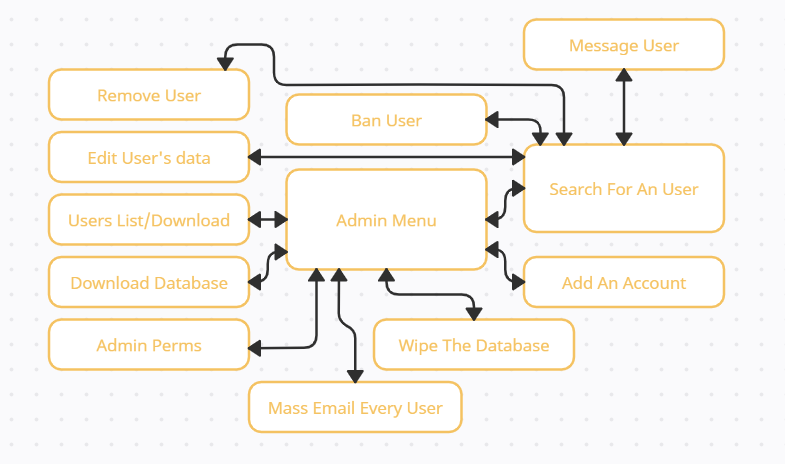 Message User
Remove User
Ban User
Edit User's data
Search For An User
Users List/Download
Admin Menu
Download Database
Add An Account
Admin Perms
Wipe The Database
Mass Email Every User